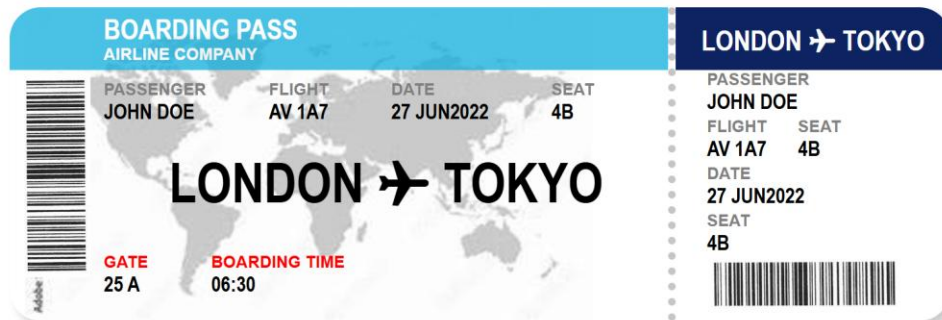 BOARDING PASS
AIRLINE COMPANY
PASSENGER FLIGHT DATE SEAT
JOHN DOE AV 1A7 27 JUN2022 4B
LONDON ✈ TOKYO
GATE BOARDING TIME
25 A 06:30
Adobe
LONDON ✈ TOKYO
PASSENGER
JOHN DOE
FLIGHT SEAT
AV 1A7 4B
DATE
27 JUN2022
SEAT
4B